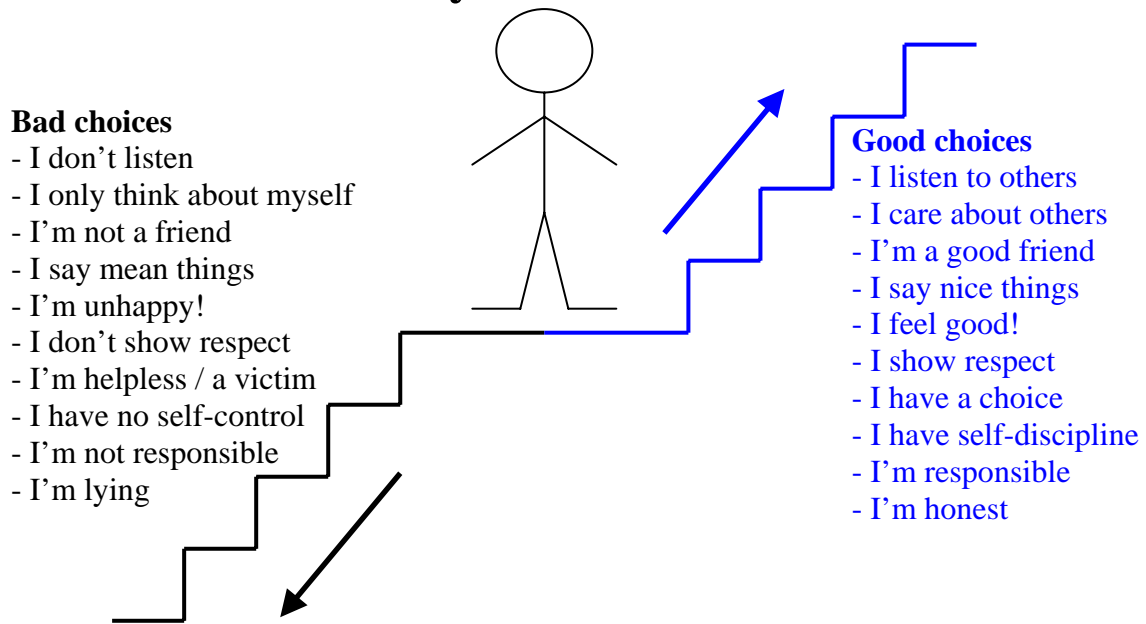 Bad choices
- I don’t listen
- I only think about myself
- I’m not a friend
- I say mean things
- I’m unhappy!
- I don’t show respect
- I’m helpless / a victim
- I have no self-control
- I’m not responsible
- I’m lying
Good choices
- I listen to others
- I care about others
- I’m a good friend
- I say nice things
- I feel good!
- I show respect
- I have a choice
- I have self-discipline
- I’m responsible
- I’m honest